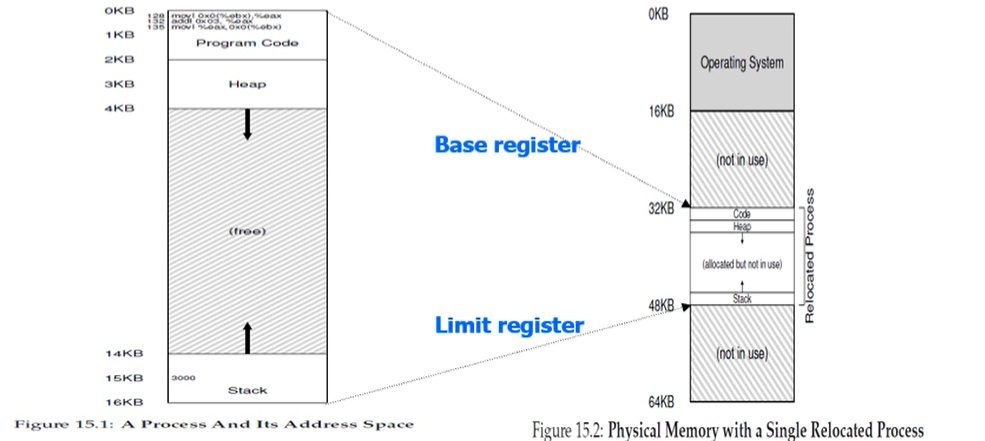 0KB
128 movl 0x0(%ebx),%eax
132 addl 0x03, %eax
135 movl %eax,0x0(%ebx)
1KB
Program Code
2KB
3KB
Heap
4KB
(free)
14KB
15KB
3000
Stack
16KB
Figure 15.1: A Process And Its Address Space
Base register
Limit register
0KB
Operating System
16KB
(not in use)
32KB
Code
Heap
(allocated but not in use)
Stack
48KB
Relocated Process
(not in use)
64KB
Figure 15.2: Physical Memory with a Single Relocated Process